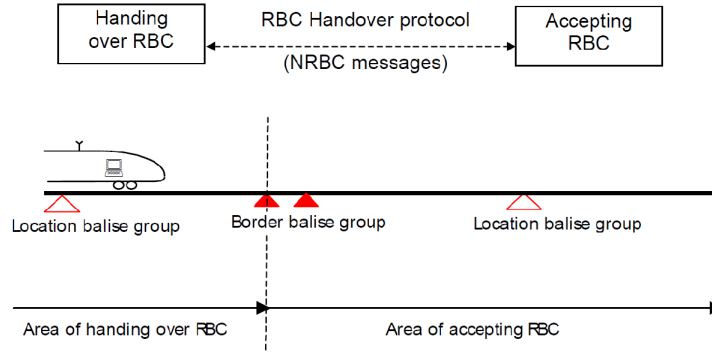 Handing
over RBC
RBC Handover protocol
(NRBC messages)
Accepting
RBC
Location balise group
Border balise group
Location balise group
Area of handing over RBC
Area of accepting RBC